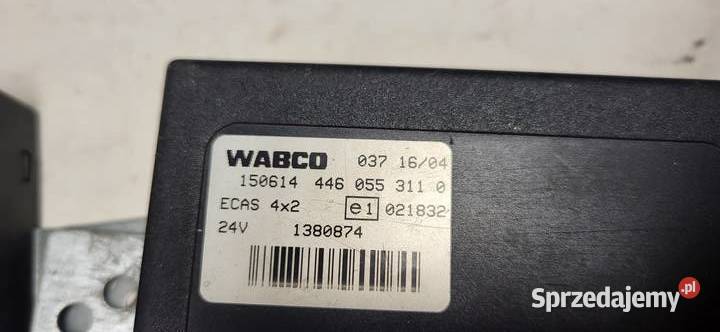 WABCO 037 16/04
150614 446 055 311 0
ECAS 4x2 e1 021832
24V 1380874
Sprzedajemy.pl